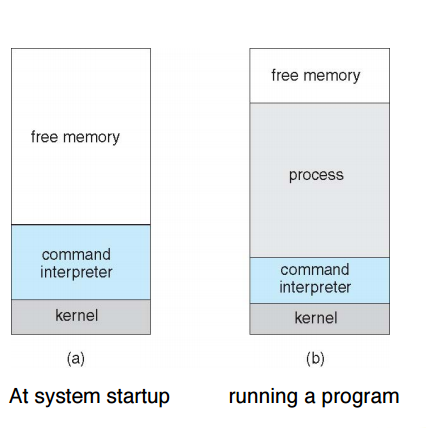 free memory
command
interpreter
kernel
(a)
At system startup
free memory
process
command
interpreter
kernel
(b)
running a program